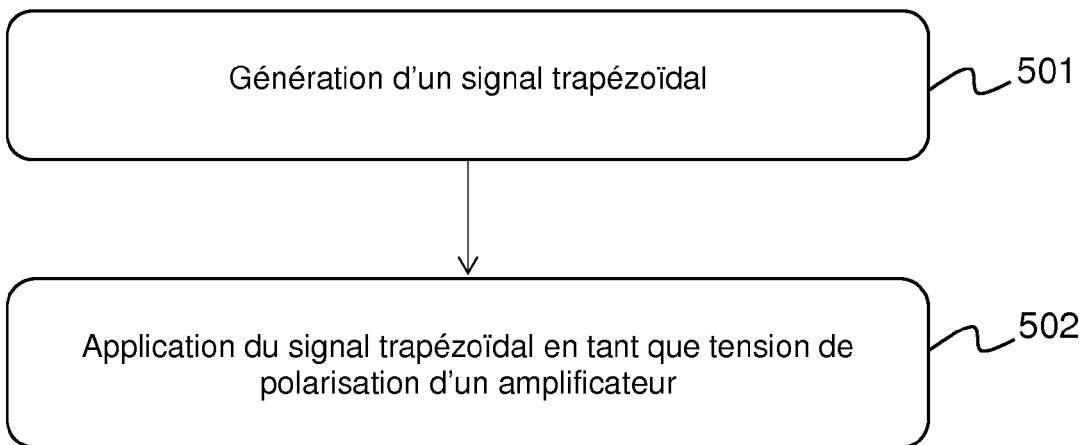 Génération d'un signal trapézoïdal
501
Application du signal trapézoïdal en tant que tension de
polarisation d'un amplificateur
502